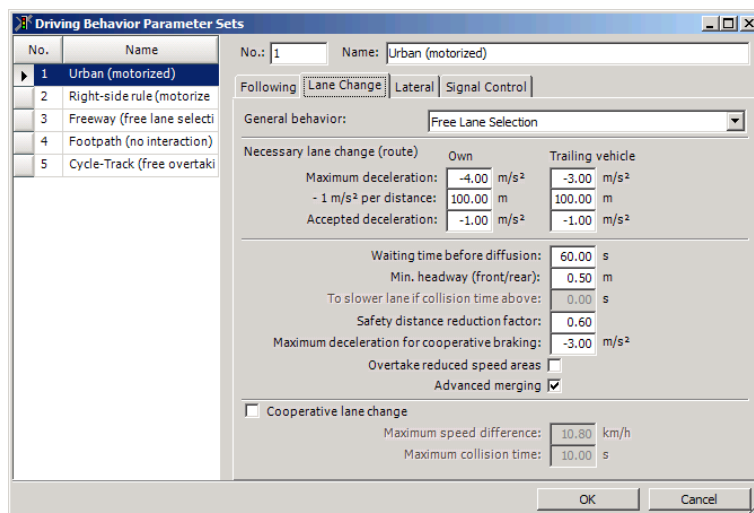 Driving Behavior Parameter Sets
No. Name
1 Urban (motorized)
2 Right-side rule (motorize
3 Freeway (free lane selecti
4 Footpath (no interaction)
5 Cycle-Track (free overtaki
No.: 1 Name: Urban (motorized)
Following Lane Change Lateral Signal Control
General behavior: Free Lane Selection
Necessary lane change (route) Own Trailing vehicle
Maximum deceleration: -4.00 m/s² -3.00 m/s²
- 1 m/s² per distance: 100.00 m 100.00 m
Accepted deceleration: -1.00 m/s² -1.00 m/s²
Waiting time before diffusion: 60.00 s
Min. headway (front/rear): 0.50 m
To slower lane if collision time above: 0.00 s
Safety distance reduction factor: 0.60
Maximum deceleration for cooperative braking: -3.00 m/s²
Overtake reduced speed areas
Advanced merging
Cooperative lane change
Maximum speed difference: 10.80 km/h
Maximum collision time: 10.00 s
OK Cancel